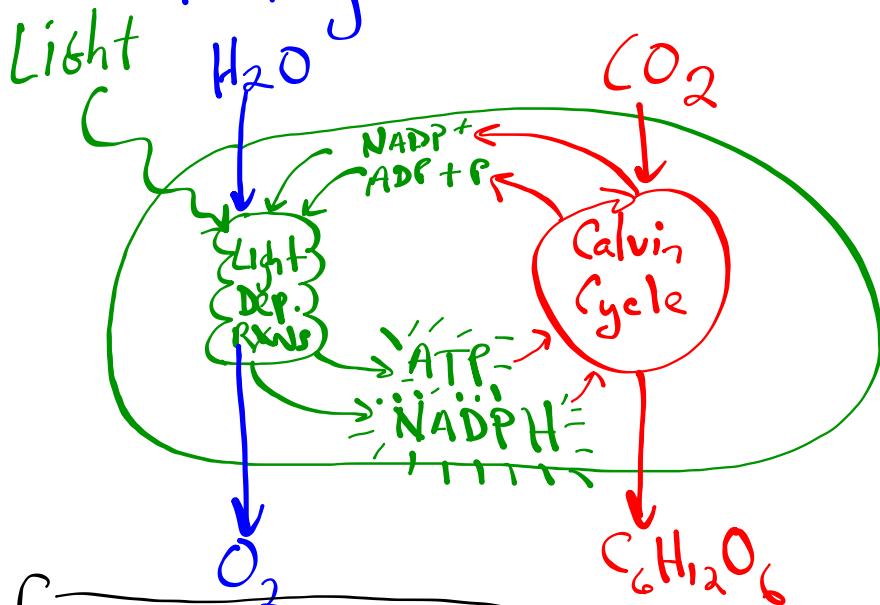 Light
H2O
CO2
NADP+
ADP + P
Light
Dep.
RXNS
Calvin
Cycle
ATP
NADPH
O2
C6H12O6